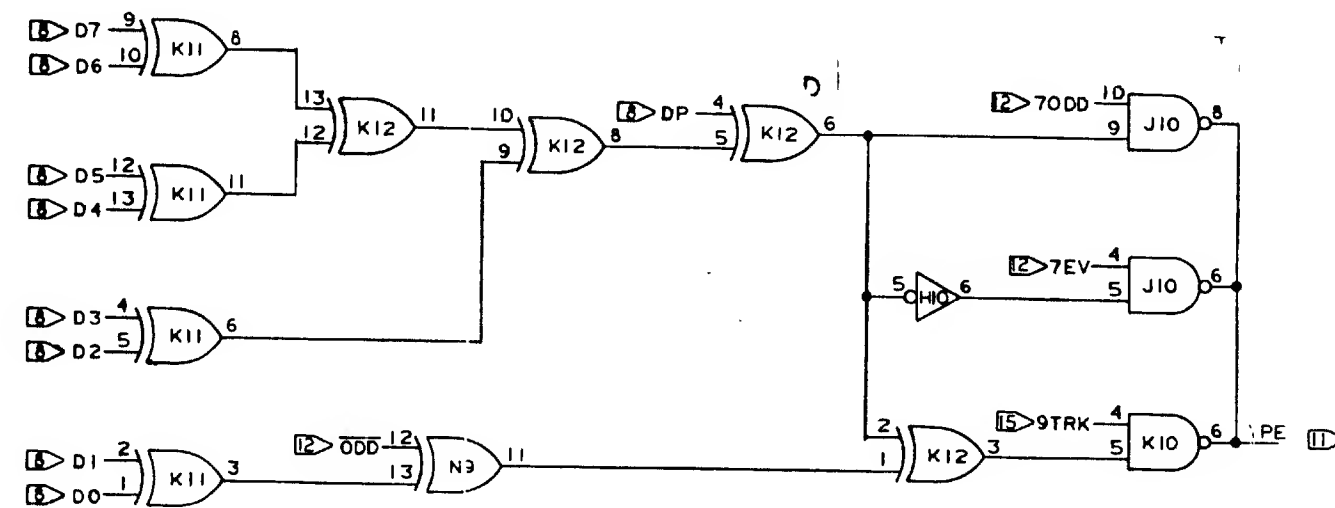 8 D7 9 K11 8
8 D6 10
13 K12 11
12
8 D5 12 K11 11
8 D4 13
10 K12 8
9
8 DP 4 K12 6
5
12 7ODD 10 J10 8
9
12 7EV 4 J10 6
5
5 H10 6
8 D3 4 K11 6
8 D2 5
15 9TRK 4 K10 6 PE 11
5
2 K12 3
1
12 ODD 12 N9 11
13
8 D1 2 K11 3
8 D0 1